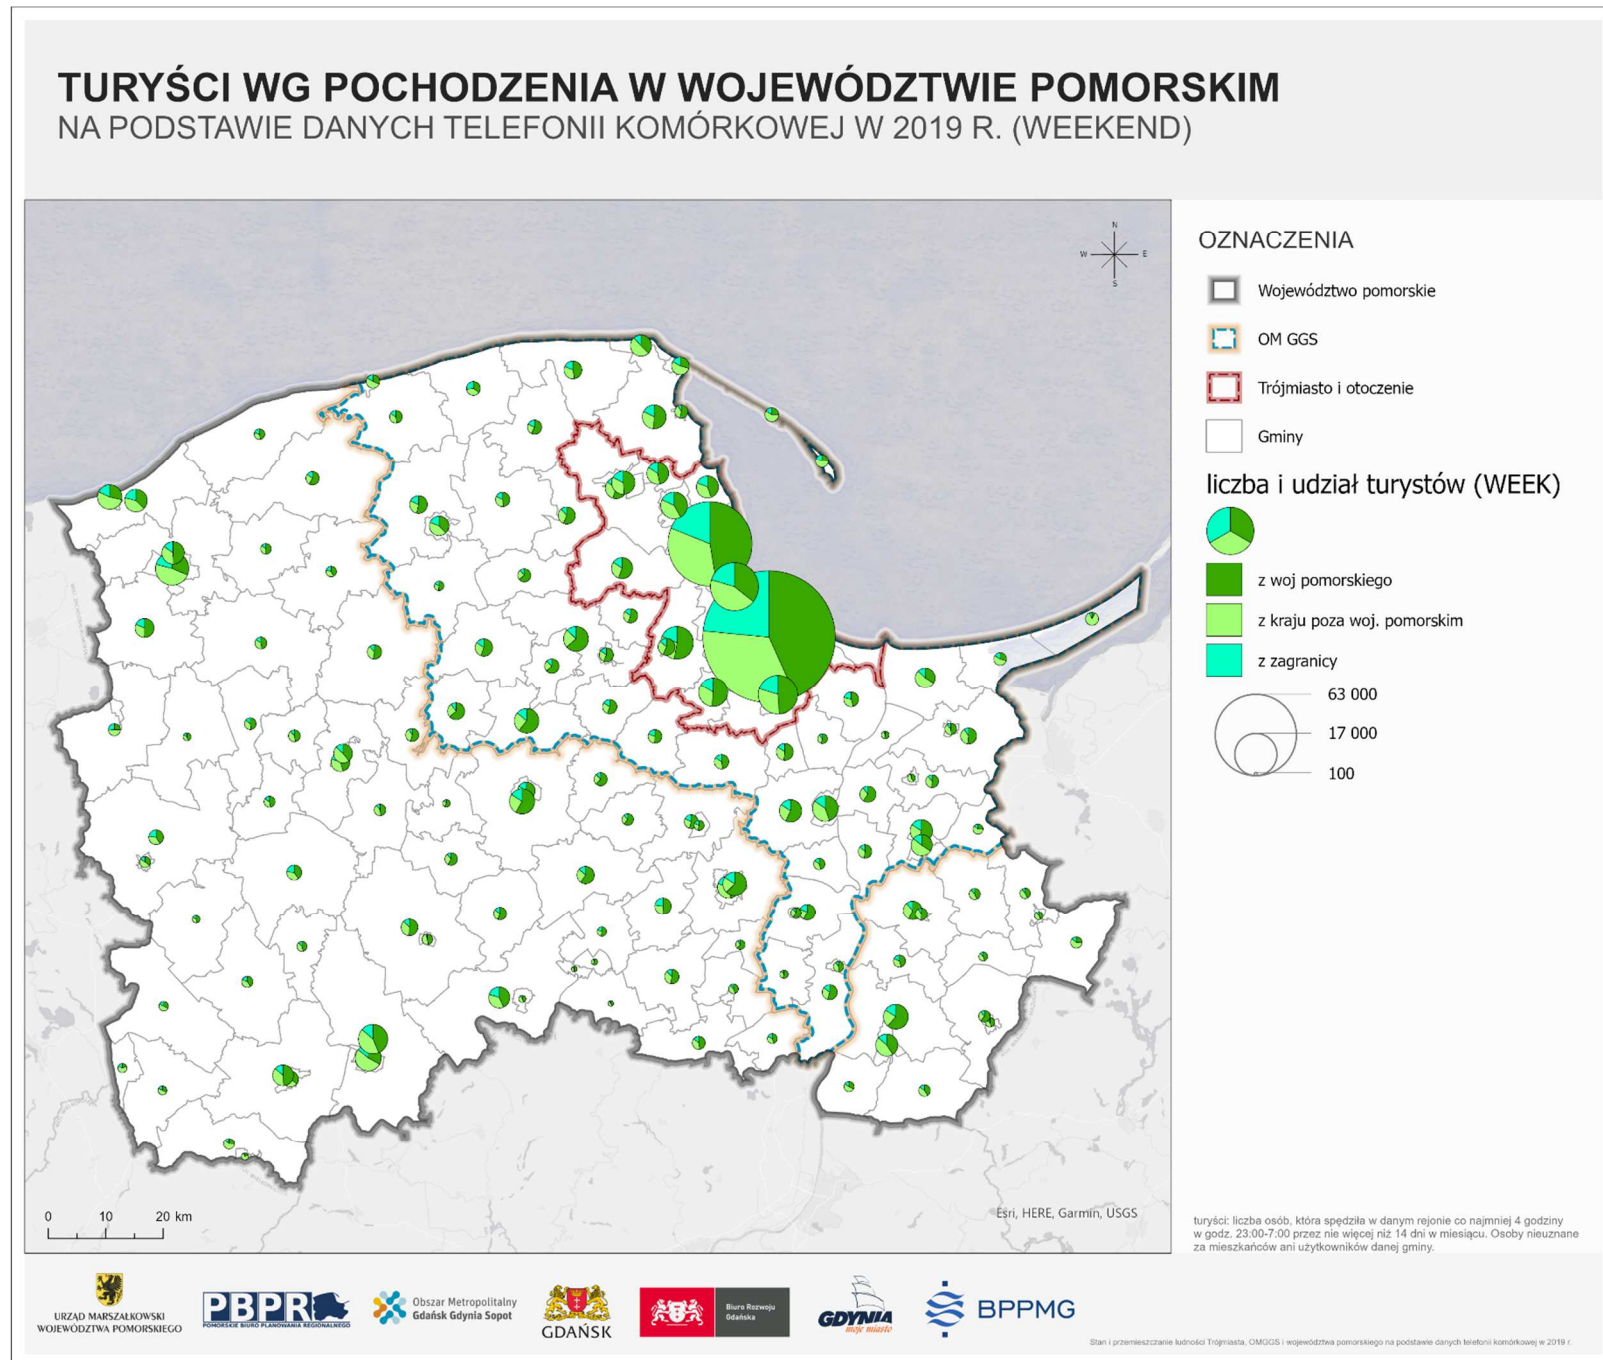 TURYŚCI WG POCHODZENIA W WOJEWÓDZTWIE POMORSKIM
NA PODSTAWIE DANYCH TELEFONII KOMÓRKOWEJ W 2019 R. (WEEKEND)
N
W E
S
OZNACZENIA
Województwo pomorskie
OM GGS
Trójmiasto i otoczenie
Gminy
liczba i udział turystów (WEEK)
z woj pomorskiego
z kraju poza woj. pomorskim
z zagranicy
63 000
17 000
100
0 10 20 km
Esri, HERE, Garmin, USGS
turyści: liczba osób, która spędziła w danym rejonie co najmniej 4 godziny
w godz. 23:00-7:00 przez nie więcej niż 14 dni w miesiącu. Osoby nieuznane
za mieszkańców ani użytkowników danej gminy.
URZĄD MARSZAŁKOWSKI
WOJEWÓDZTWA POMORSKIEGO
PBPR
POMORSKIE BIURO PLANOWANIA REGIONALNEGO
Obszar Metropolitalny
Gdańsk Gdynia Sopot
GDAŃSK
Biuro Rozwoju
Gdańska
GDYNIA
moje miasto
BPPMG
Stan i przemieszczanie ludności Trójmiasta, OMGGS i województwa pomorskiego na podstawie danych telefonii komórkowej w 2019 r.